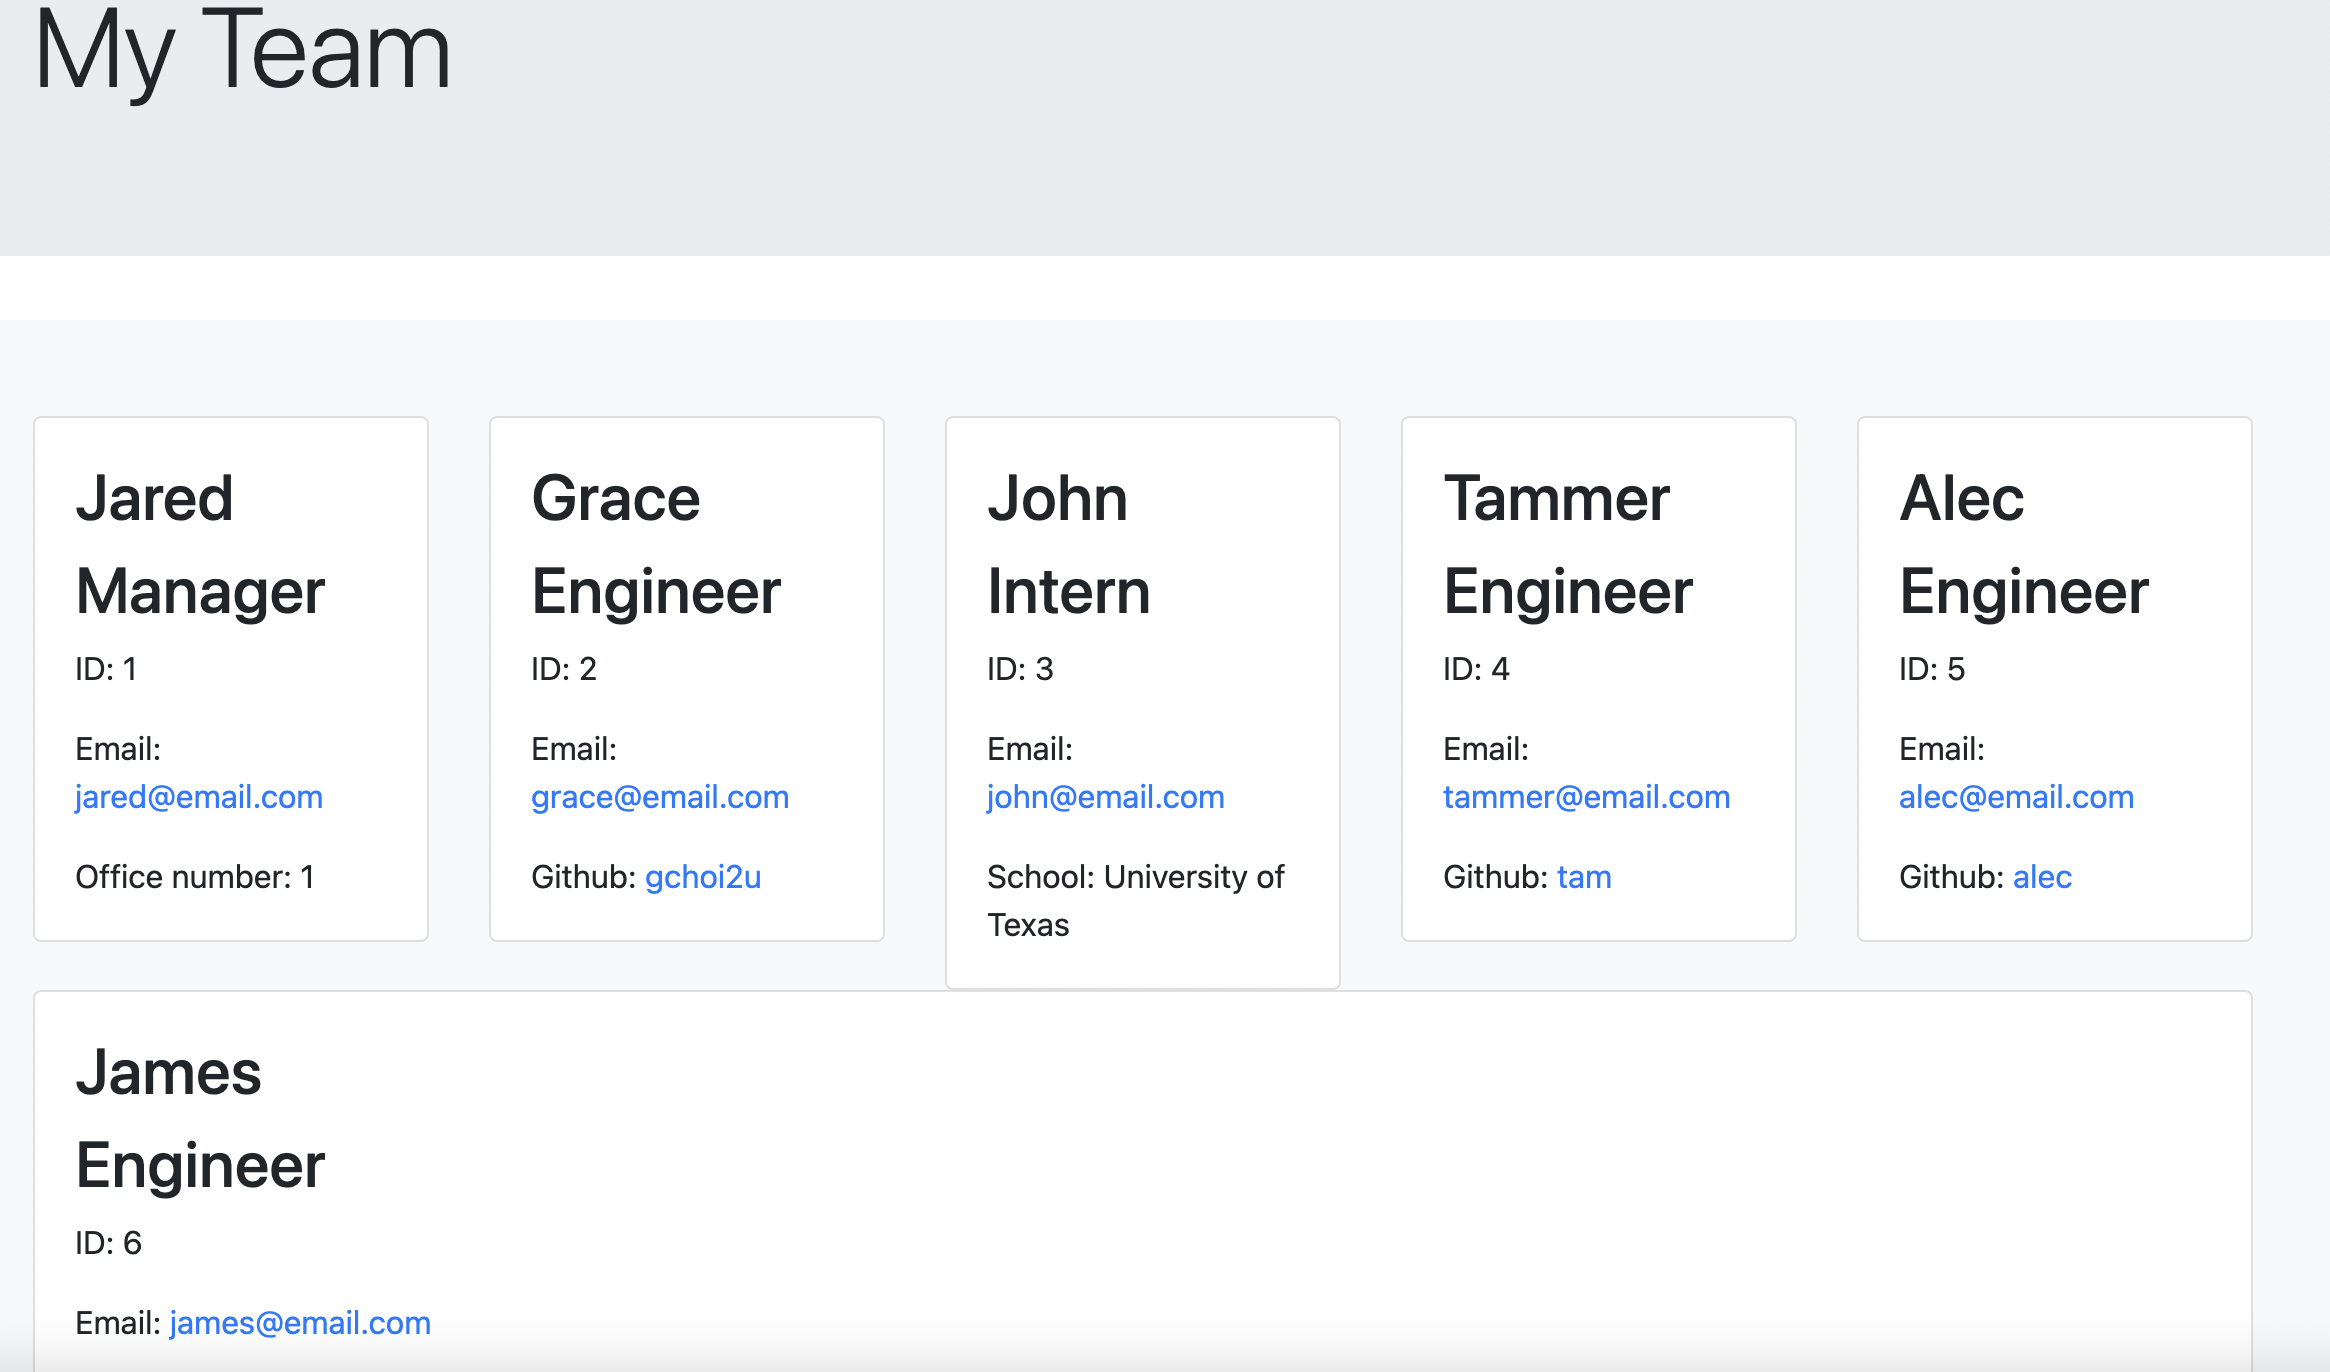 My Team
Jared
Manager
ID: 1
Email:
jared@email.com
Office number: 1
Grace
Engineer
ID: 2
Email:
grace@email.com
Github: gchoi2u
John
Intern
ID: 3
Email:
john@email.com
School: University of
Texas
Tammer
Engineer
ID: 4
Email:
tammer@email.com
Github: tam
Alec
Engineer
ID: 5
Email:
alec@email.com
Github: alec
James
Engineer
ID: 6
Email: james@email.com